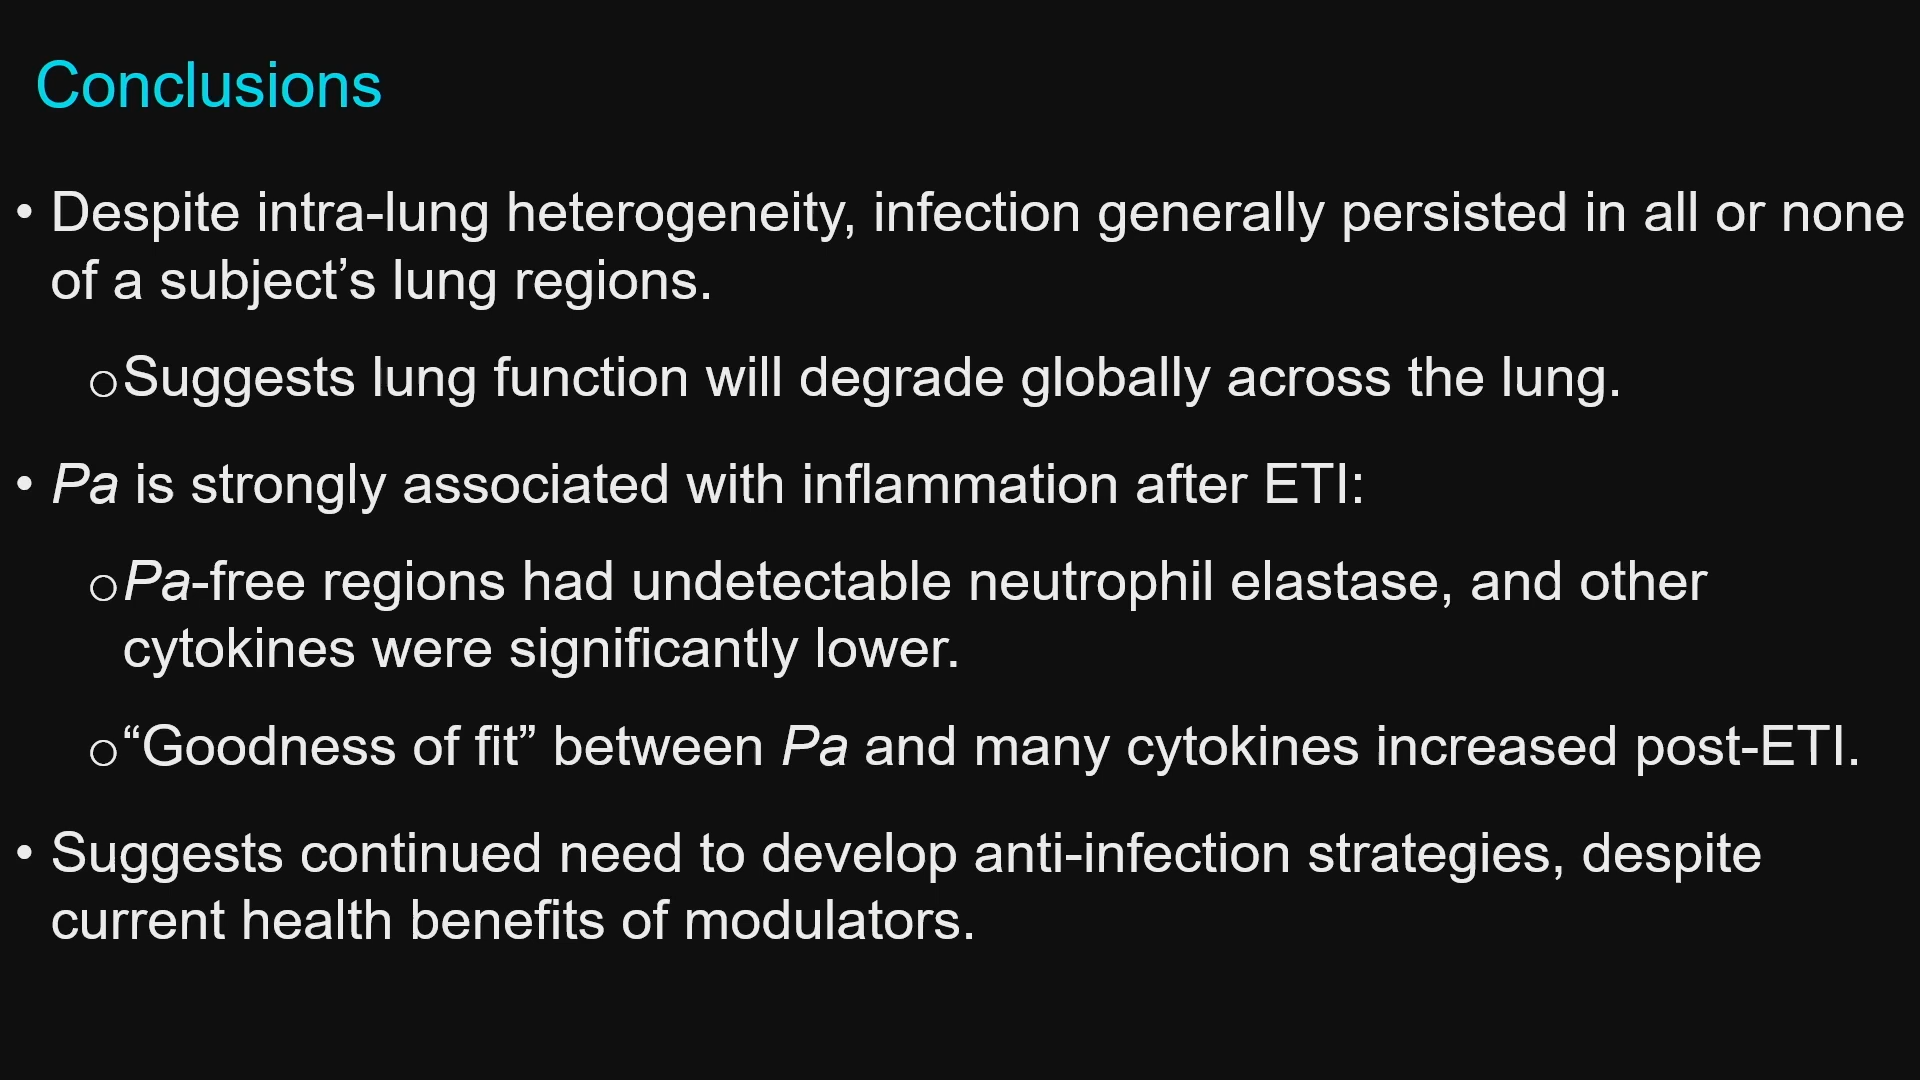 Conclusions
• Despite intra-lung heterogeneity, infection generally persisted in all or none
of a subject’s lung regions.
oSuggests lung function will degrade globally across the lung.
• Pa is strongly associated with inflammation after ETI:
oPa-free regions had undetectable neutrophil elastase, and other
cytokines were significantly lower.
o“Goodness of fit” between Pa and many cytokines increased post-ETI.
• Suggests continued need to develop anti-infection strategies, despite
current health benefits of modulators.